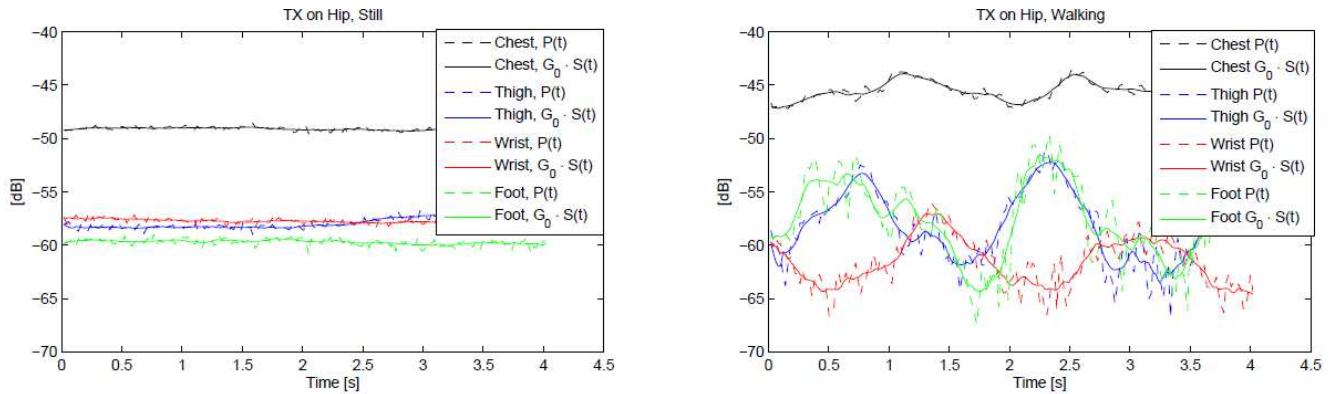 TX on Hip, Still
−40
−45
−50
−55
−60
−65
−70
[dB]
0 0.5 1 1.5 2 2.5 3 3.5 4 4.5
Time [s]
Chest, P(t)
Chest, G0 · S(t)
Thigh, P(t)
Thigh, G0 · S(t)
Wrist, P(t)
Wrist, G0 · S(t)
Foot, P(t)
Foot, G0 · S(t)
TX on Hip, Walking
−40
−45
−50
−55
−60
−65
−70
[dB]
0 0.5 1 1.5 2 2.5 3 3.5 4 4.5
Time [s]
Chest P(t)
Chest G0 · S(t)
Thigh P(t)
Thigh G0 · S(t)
Wrist P(t)
Wrist G0 · S(t)
Foot P(t)
Foot G0 · S(t)